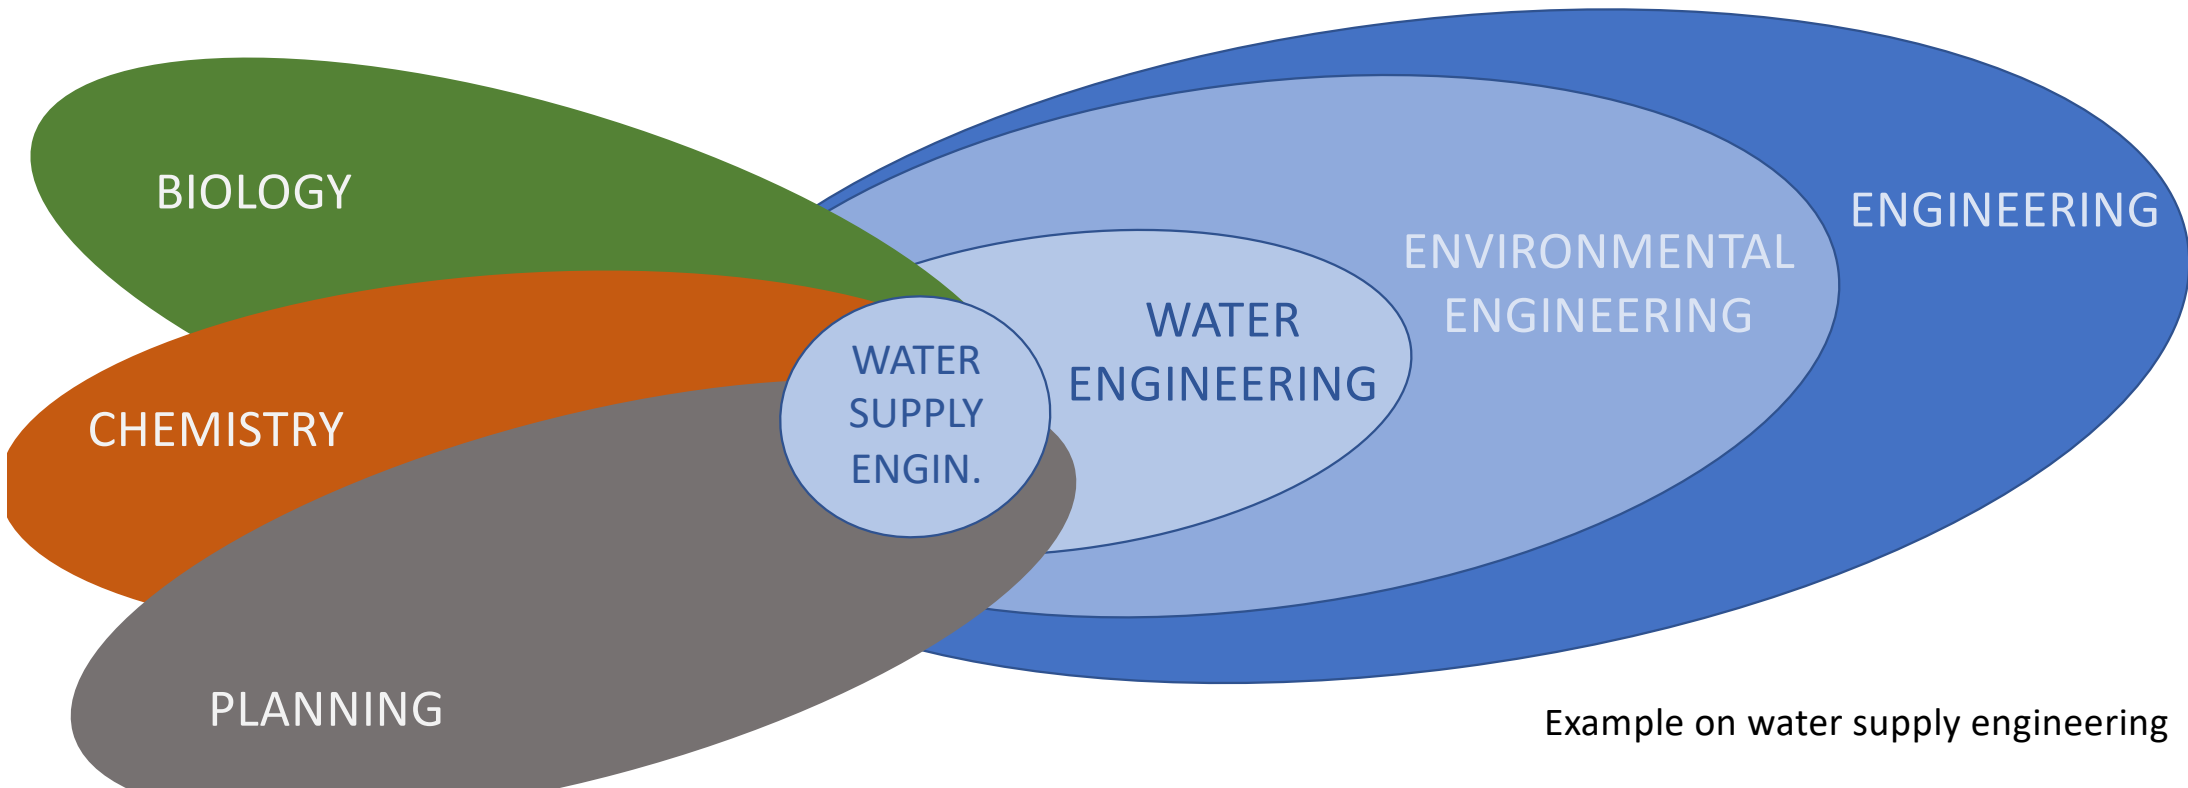 BIOLOGY
CHEMISTRY
PLANNING
WATER
SUPPLY
ENGIN.
WATER
ENGINEERING
ENVIRONMENTAL
ENGINEERING
ENGINEERING
Example on water supply engineering